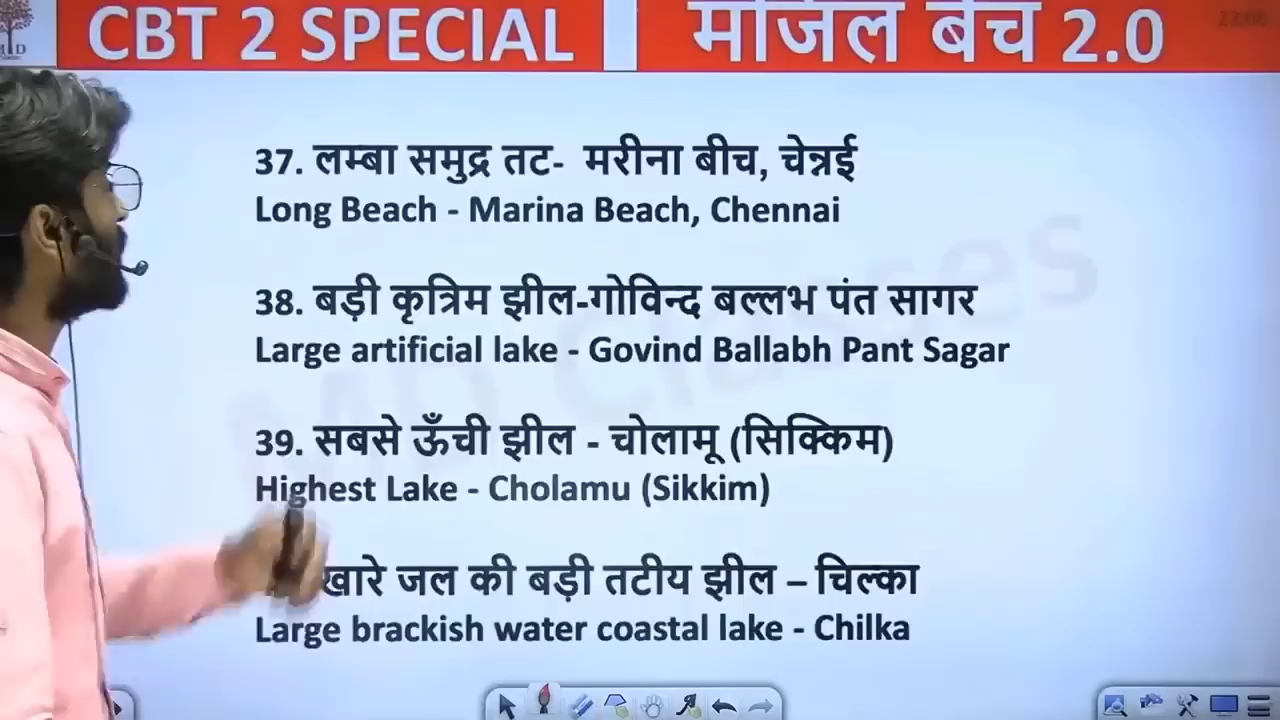 CBT 2 SPECIAL
मंजिल बैच 2.0
37. लम्बा समुद्र तट- मरीना बीच, चेन्नई
Long Beach - Marina Beach, Chennai
38. बड़ी कृत्रिम झील-गोविन्द बल्लभ पंत सागर
Large artificial lake - Govind Ballabh Pant Sagar
39. सबसे ऊँची झील - चोलामू (सिक्किम)
Highest Lake - Cholamu (Sikkim)
खारे जल की बड़ी तटीय झील – चिल्का
Large brackish water coastal lake - Chilka
MD Classes